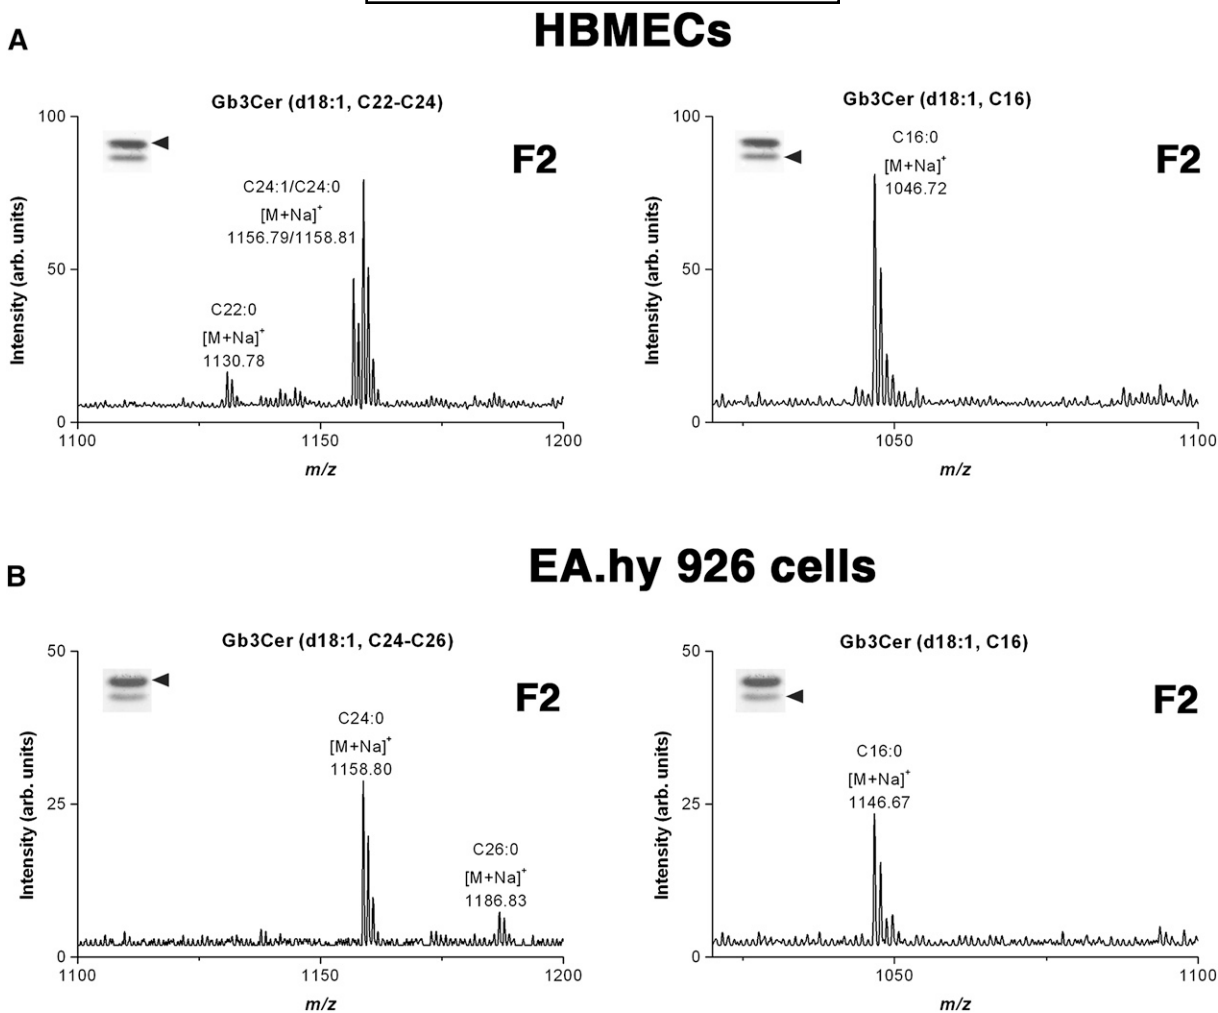 HBMECs
A
Gb3Cer (d18:1, C22-C24)
100
50
0
Intensity (arb. units)
F2
C24:1/C24:0
[M+Na]⁺
1156.79/1158.81
C22:0
[M+Na]⁺
1130.78
1100
1150
1200
m/z
Gb3Cer (d18:1, C16)
100
50
0
Intensity (arb. units)
F2
C16:0
[M+Na]⁺
1046.72
1050
1100
m/z
EA.hy 926 cells
B
Gb3Cer (d18:1, C24-C26)
50
25
0
Intensity (arb. units)
F2
C24:0
[M+Na]⁺
1158.80
C26:0
[M+Na]⁺
1186.83
1100
1150
1200
m/z
Gb3Cer (d18:1, C16)
50
25
0
Intensity (arb. units)
F2
C16:0
[M+Na]⁺
1146.67
1050
1100
m/z